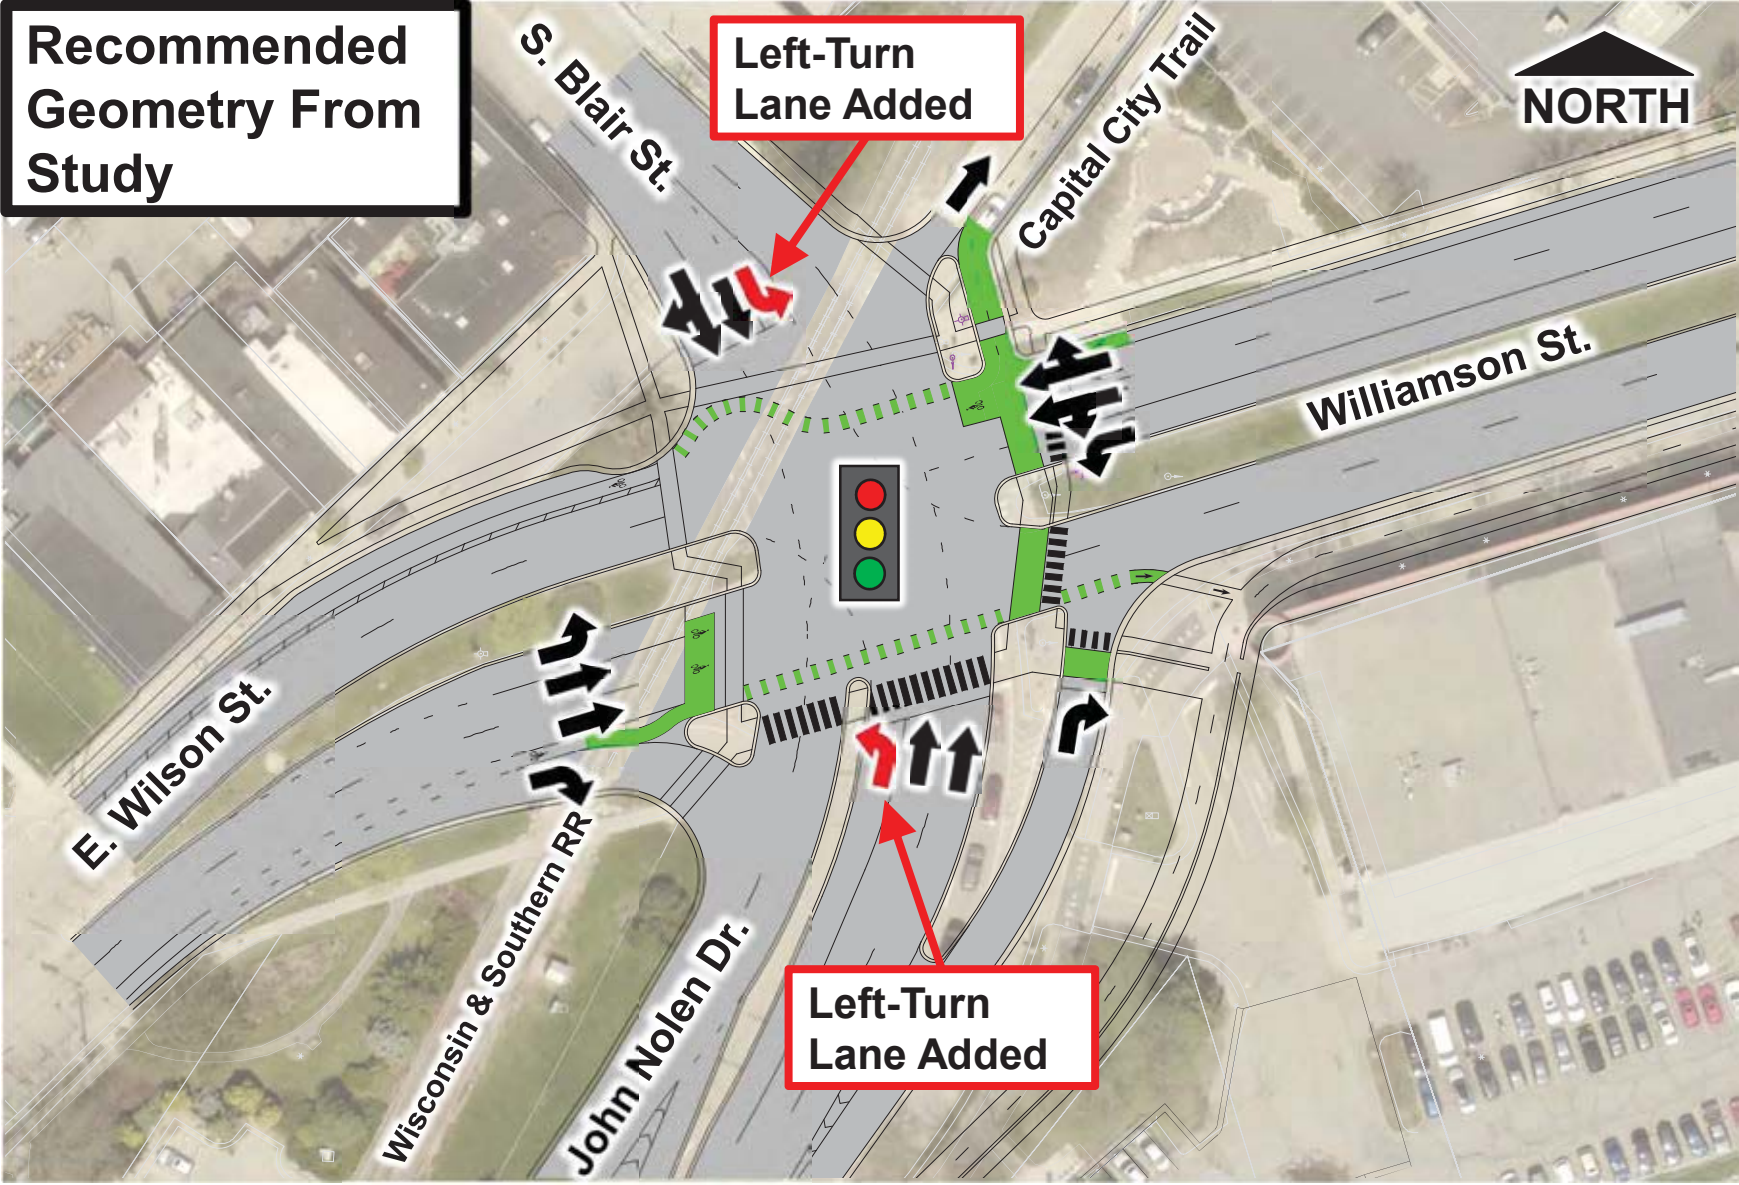 Recommended
Geometry From
Study
S. Blair St.
Left-Turn
Lane Added
Capital City Trail
NORTH
Williamson St.
E. Wilson St.
Wisconsin & Southern RR
John Nolen Dr.
Left-Turn
Lane Added